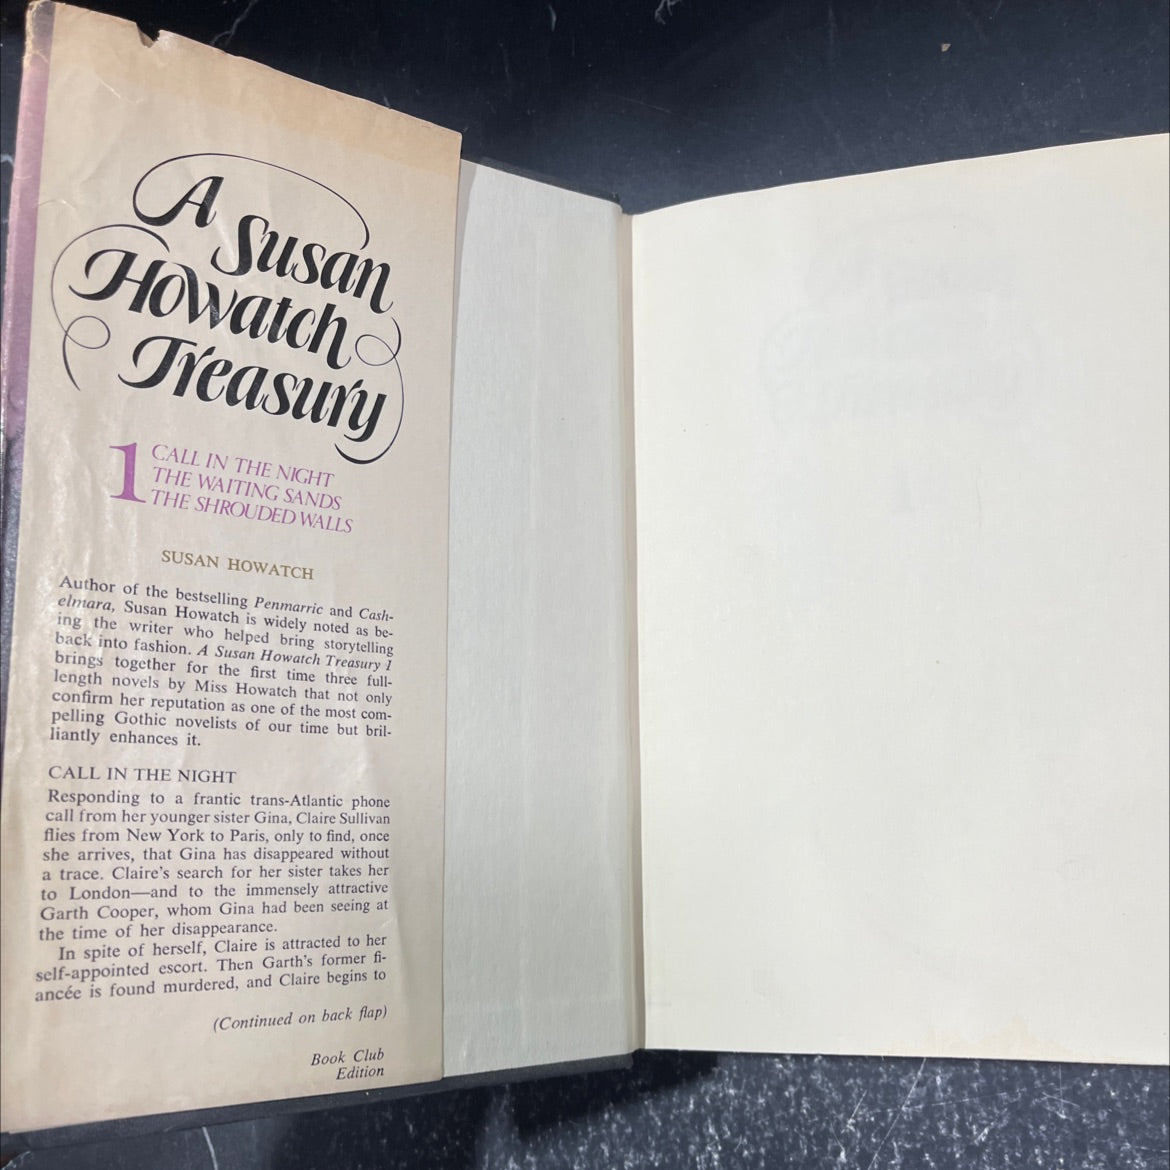 A Susan
Howatch
Treasury
1
CALL IN THE NIGHT
THE WAITING SANDS
THE SHROUDED WALLS
SUSAN HOWATCH
Author of the bestselling Penmarric and Cash-
elmara, Susan Howatch is widely noted as be-
ing the writer who helped bring storytelling
back into fashion. A Susan Howatch Treasury 1
brings together for the first time three full-
length novels by Miss Howatch that not only
confirm her reputation as one of the most com-
pelling Gothic novelists of our time but bril-
liantly enhances it.
CALL IN THE NIGHT
Responding to a frantic trans-Atlantic phone
call from her younger sister Gina, Claire Sullivan
flies from New York to Paris, only to find, once
she arrives, that Gina has disappeared without
a trace. Claire's search for her sister takes her
to London—and to the immensely attractive
Garth Cooper, whom Gina had been seeing at
the time of her disappearance.
In spite of herself, Claire is attracted to her
self-appointed escort. Then Garth's former fi-
ancée is found murdered, and Claire begins to
(Continued on back flap)
Book Club
Edition